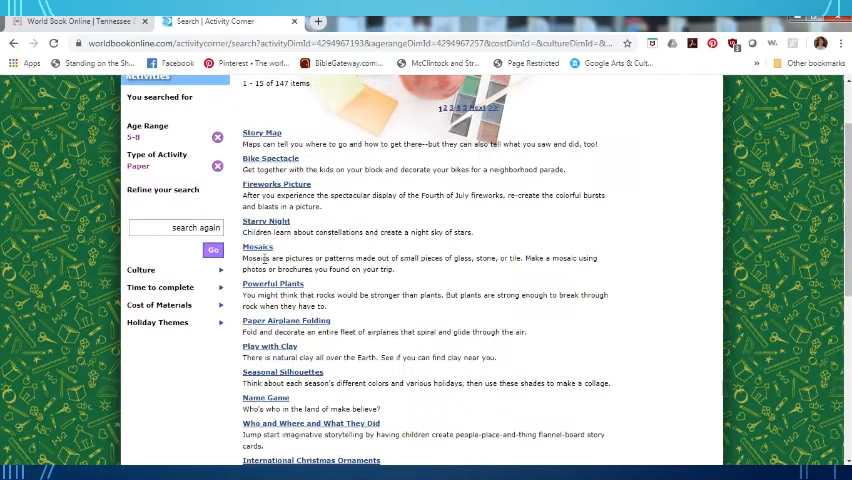 World Book Online | Tennessee E
Search | Activity Corner
worldbookonline.com/activitycorner/search?activityDimId=4294967193&agerangeDimId=4294967257&costDimId=&cultureDimId=&...
Apps
Standing on the Sh...
Facebook
Pinterest • The worl...
BibleGateway.com:...
McClintock and Str...
Page Restricted
Google Arts & Cultu...
Other bookmarks
Activities
You searched for
Age Range
5-8
Type of Activity
Paper
Refine your search
search again
Go
Culture
Time to complete
Cost of Materials
Holiday Themes
1 - 15 of 147 items
1 2 3 4 5 Next >>
Story Map
Maps can tell you where to go and how to get there--but they can also tell what you saw and did, too!
Bike Spectacle
Get together with the kids on your block and decorate your bikes for a neighborhood parade.
Fireworks Picture
After you experience the spectacular display of the Fourth of July fireworks, re-create the colorful bursts
and blasts in a picture.
Starry Night
Children learn about constellations and create a night sky of stars.
Mosaics
Mosaics are pictures or patterns made out of small pieces of glass, stone, or tile. Make a mosaic using
photos or brochures you found on your trip.
Powerful Plants
You might think that rocks would be stronger than plants. But plants are strong enough to break through
rock when they have to.
Paper Airplane Folding
Fold and decorate an entire fleet of airplanes that spiral and glide through the air.
Play with Clay
There is natural clay all over the Earth. See if you can find clay near you.
Seasonal Silhouettes
Think about each season's different colors and various holidays, then use these shades to make a collage.
Name Game
Who's who in the land of make believe?
Who and Where and What They Did
Jump start imaginative storytelling by having children create people-place-and-thing flannel-board story
cards.
International Christmas Ornaments